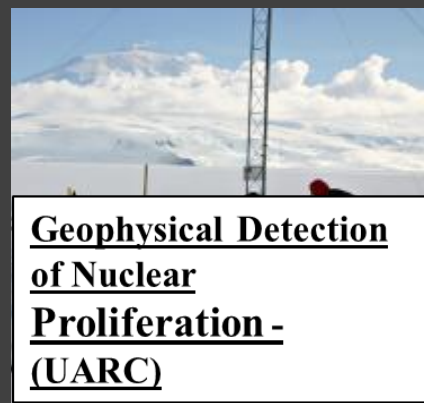 Geophysical Detection
of Nuclear
Proliferation -
(UARC)